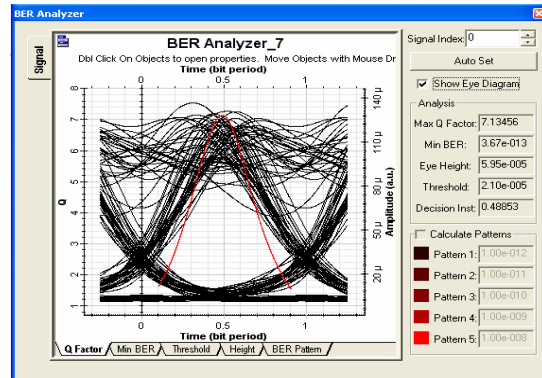 BER Analyzer
Signal
BER Analyzer_7
Dbl Click On Objects to open properties. Move Objects with Mouse Dr
Time (bit period)
0 0.5 1
Q
8
7
6
5
4
3
2
1
Amplitude (a.u.)
140 µ
110 µ
80 µ
50 µ
20 µ
0 0.5 1
Time (bit period)
Q Factor Min BER Threshold Height BER Pattern
Signal Index: 0
Auto Set
Show Eye Diagram
Analysis
Max Q Factor: 7.13456
Min BER: 3.67e-013
Eye Height: 5.95e-005
Threshold: 2.10e-005
Decision Inst: 0.48853
Calculate Patterns
Pattern 1: 1.00e-012
Pattern 2: 1.00e-011
Pattern 3: 1.00e-010
Pattern 4: 1.00e-009
Pattern 5: 1.00e-008